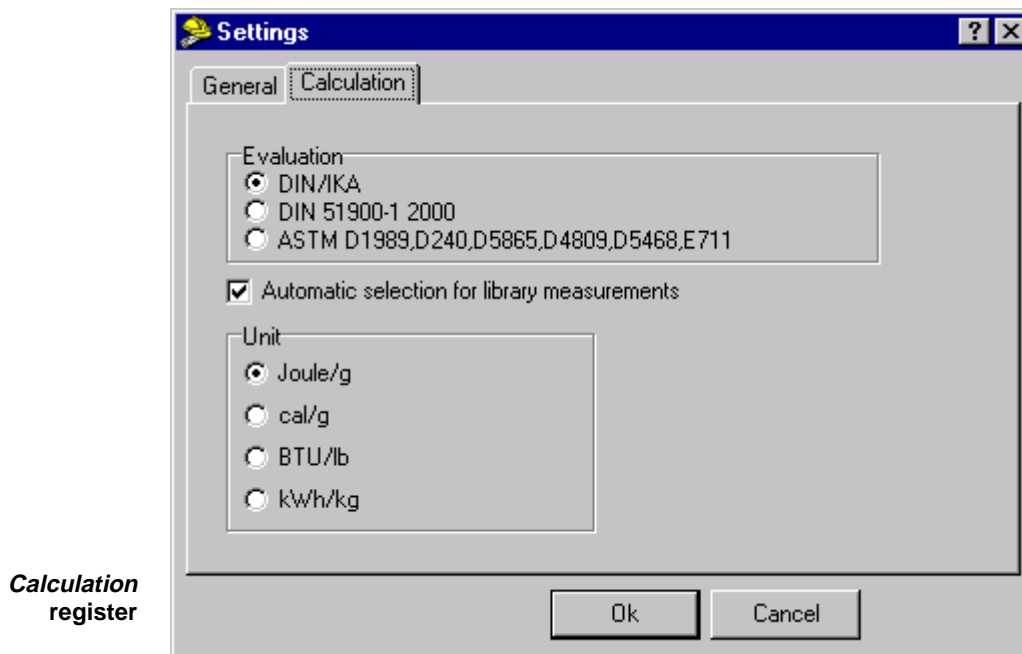 Settings
General Calculation
Evaluation
DIN/IKA
DIN 51900-1 2000
ASTM D1989,D240,D5865,D4809,D5468,E711
Automatic selection for library measurements
Unit
Joule/g
cal/g
BTU/lb
kWh/kg
Calculation
register
Ok Cancel